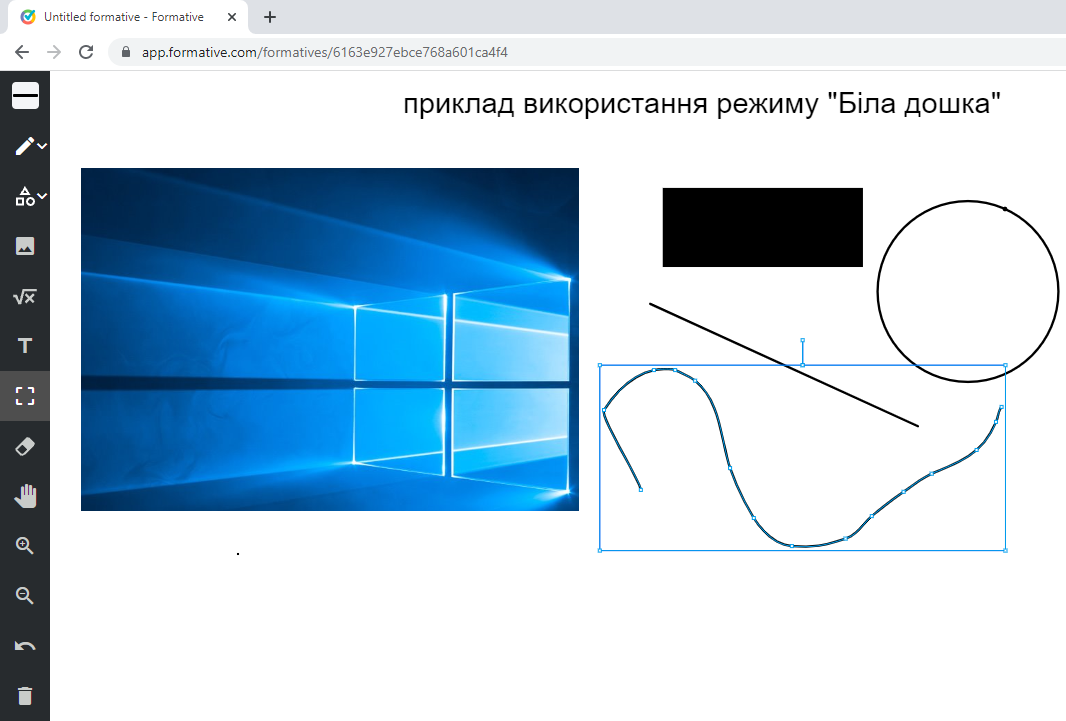 Untitled formative - Formative
app.formative.com/formatives/6163e927ebce768a601ca4f4
приклад використання режиму "Біла дошка"
√x
T